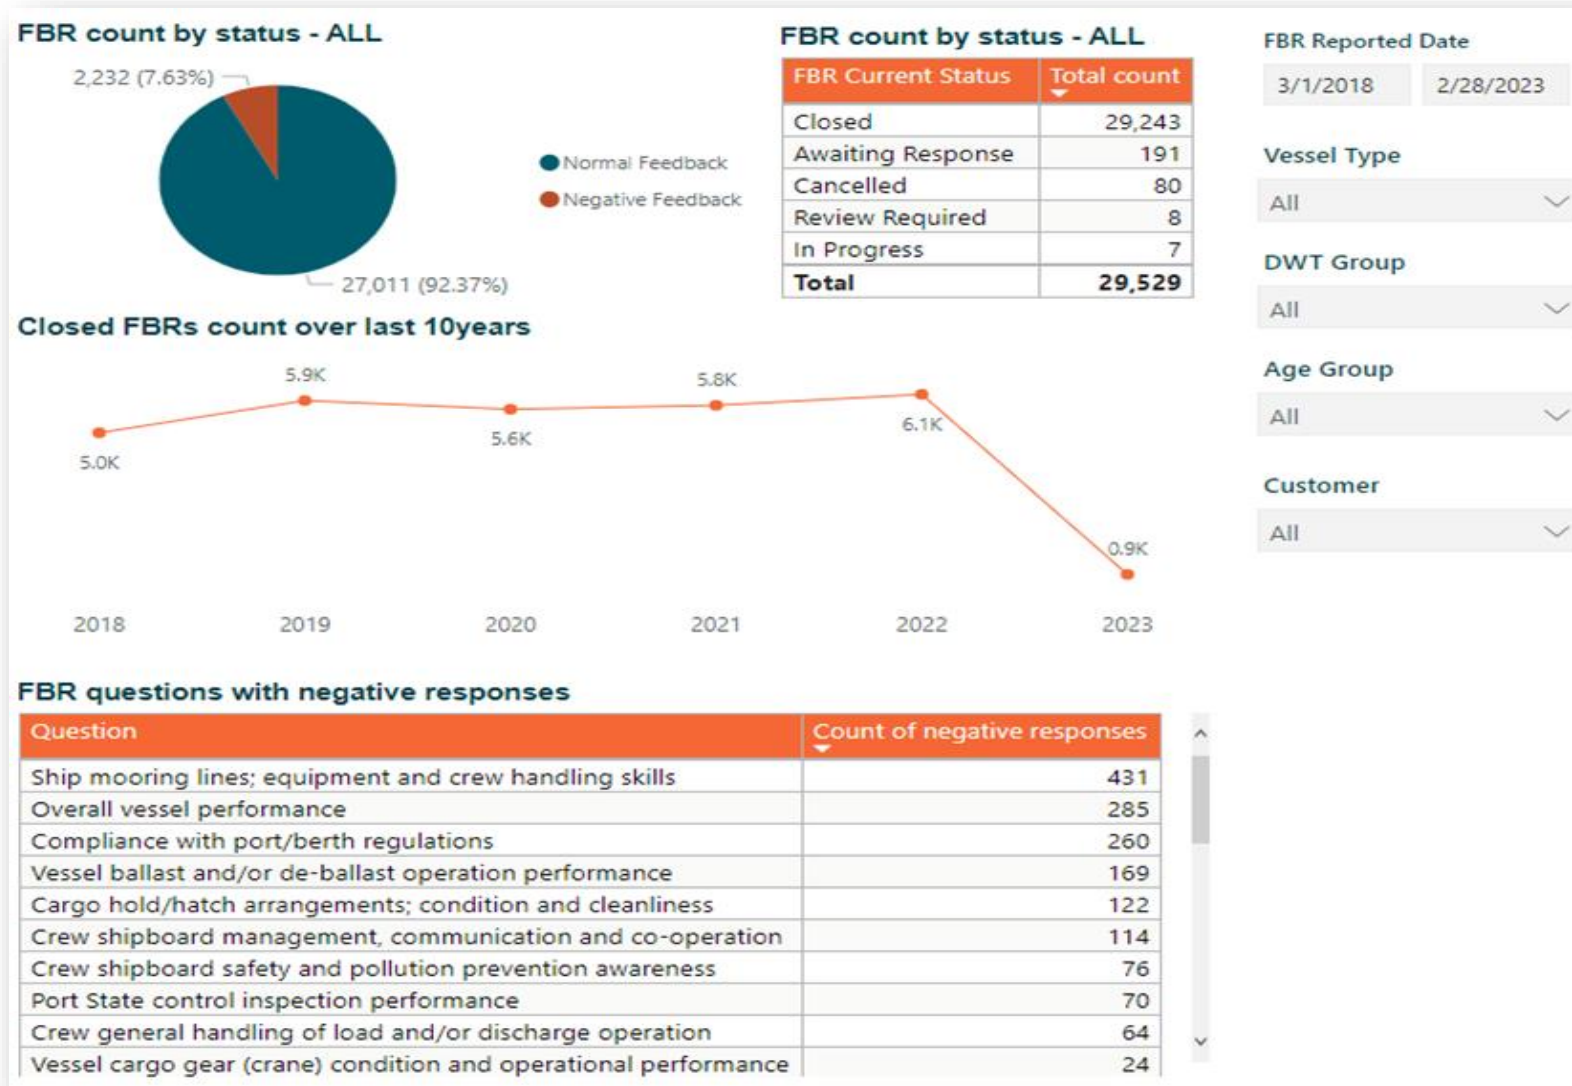 FBR count by status - ALL
2,232 (7.63%)
Normal Feedback
Negative Feedback
27,011 (92.37%)
FBR count by status - ALL
FBR Current Status Total count
Closed 29,243
Awaiting Response 191
Cancelled 80
Review Required 8
In Progress 7
Total 29,529
FBR Reported Date
3/1/2018 2/28/2023
Vessel Type
All
DWT Group
All
Age Group
All
Customer
All
Closed FBRs count over last 10years
5.0K
5.9K
5.6K
5.8K
6.1K
0.9K
2018 2019 2020 2021 2022 2023
FBR questions with negative responses
Question Count of negative responses
Ship mooring lines; equipment and crew handling skills 431
Overall vessel performance 285
Compliance with port/berth regulations 260
Vessel ballast and/or de-ballast operation performance 169
Cargo hold/hatch arrangements; condition and cleanliness 122
Crew shipboard management, communication and co-operation 114
Crew shipboard safety and pollution prevention awareness 76
Port State control inspection performance 70
Crew general handling of load and/or discharge operation 64
Vessel cargo gear (crane) condition and operational performance 24